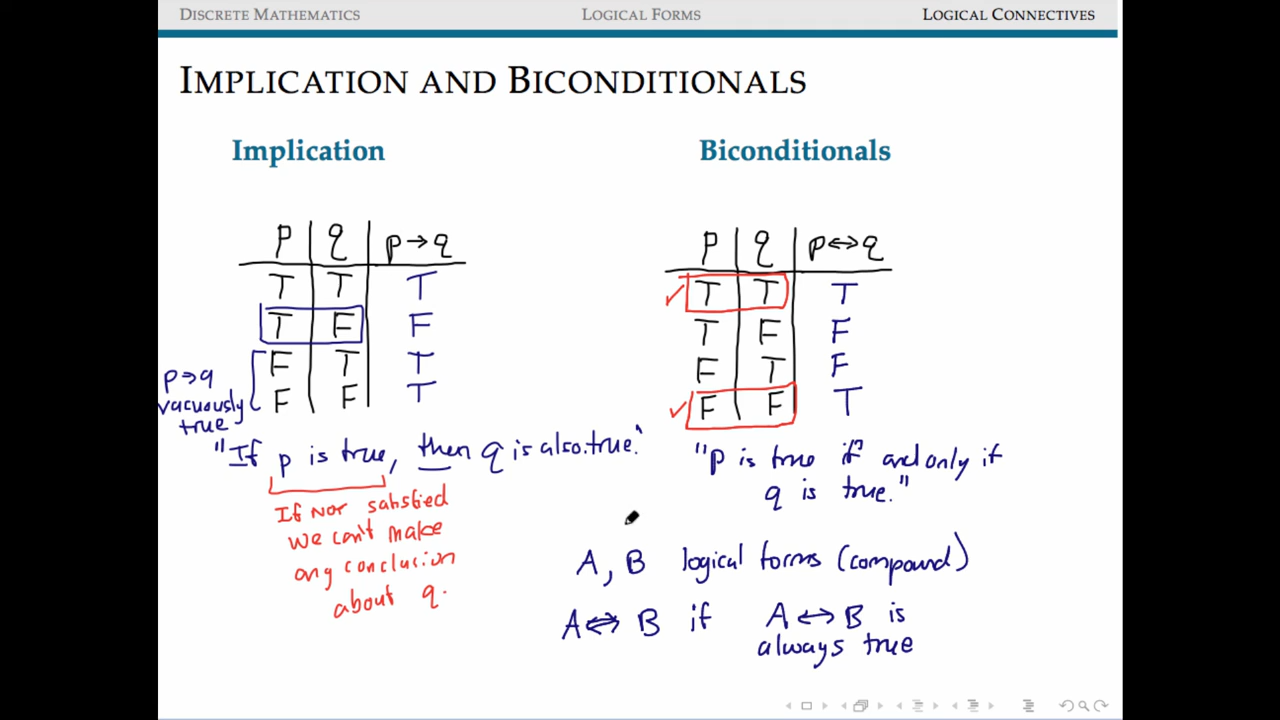 DISCRETE MATHEMATICS LOGICAL FORMS LOGICAL CONNECTIVES
IMPLICATION AND BICONDITIONALS
Implication
p q p→q
T T T
T F F
F T T
F F T
p→q
vacuously
true
"If p is true, then q is also true."
If not satisfied
we can't make
any conclusion
about q.
Biconditionals
p q p↔q
✓ T T T
T F F
F T F
✓ F F T
"p is true if and only if
q is true."
A, B logical forms (compound)
A⇔B if A↔B is
always true